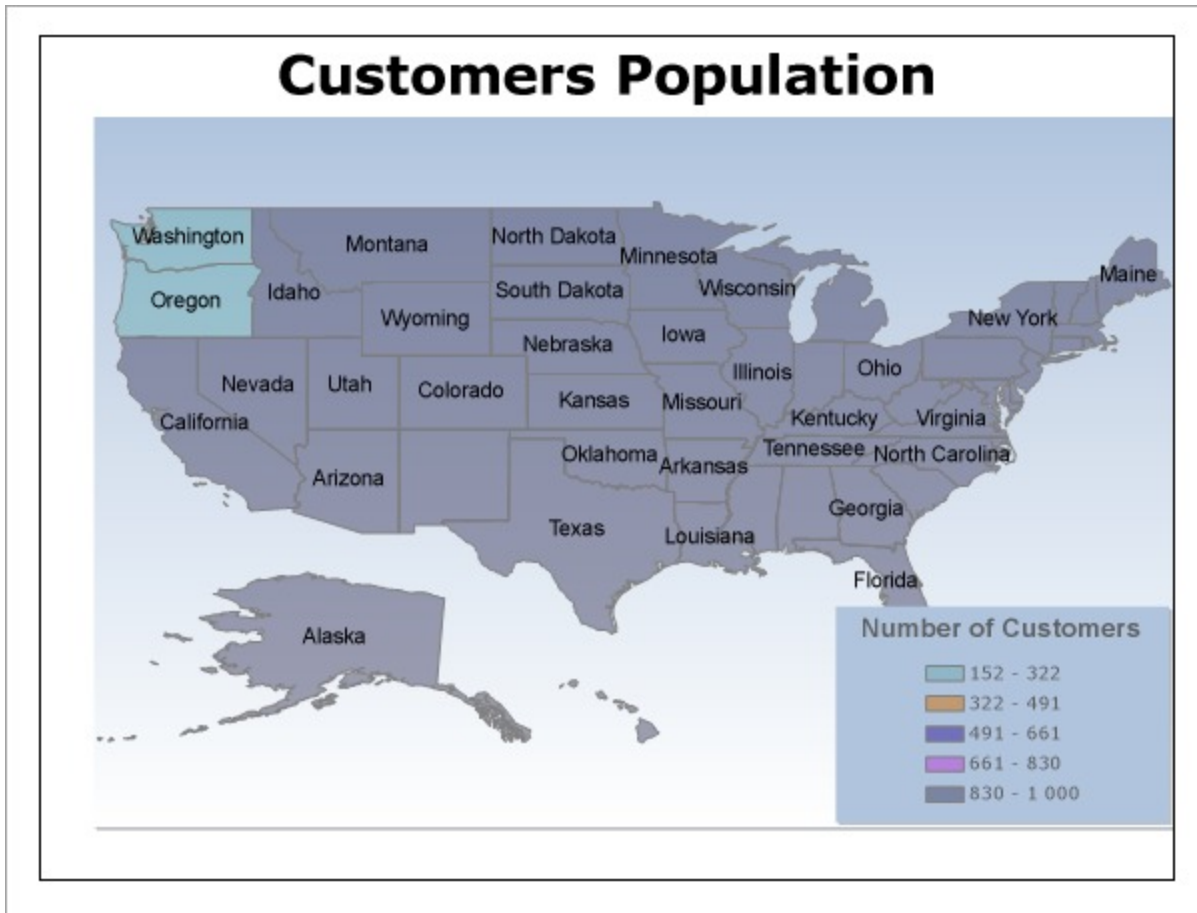 Customers Population
Washington
Montana
North Dakota
Minnesota
Maine
Oregon
Idaho
South Dakota
Wisconsin
Wyoming
New York
Iowa
Nebraska
Nevada
Utah
Colorado
Illinois
Ohio
Kansas
Missouri
California
Kentucky
Virginia
Oklahoma
Tennessee
North Carolina
Arkansas
Arizona
Georgia
Texas
Louisiana
Florida
Alaska
Number of Customers
152 - 322
322 - 491
491 - 661
661 - 830
830 - 1 000